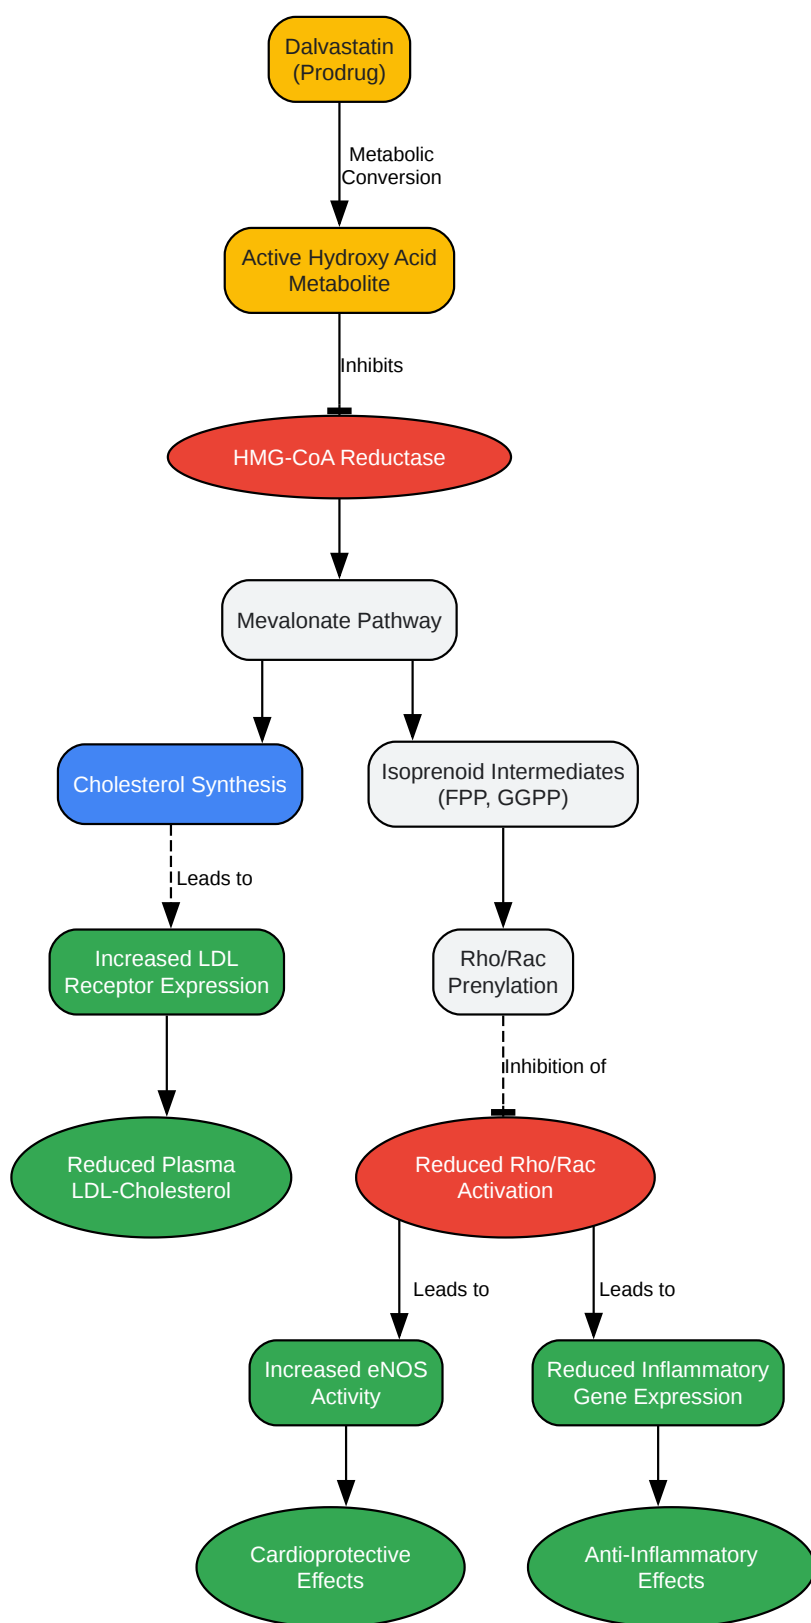 Dalvastatin
(Prodrug)
Metabolic
Conversion
Active Hydroxy Acid
Metabolite
Inhibits
HMG-CoA Reductase
Mevalonate Pathway
Cholesterol Synthesis
Isoprenoid Intermediates
(FPP, GGPP)
Leads to
Increased LDL
Receptor Expression
Rho/Rac
Prenylation
Inhibition of
Reduced Plasma
LDL-Cholesterol
Reduced Rho/Rac
Activation
Leads to
Leads to
Increased eNOS
Activity
Reduced Inflammatory
Gene Expression
Cardioprotective
Effects
Anti-Inflammatory
Effects